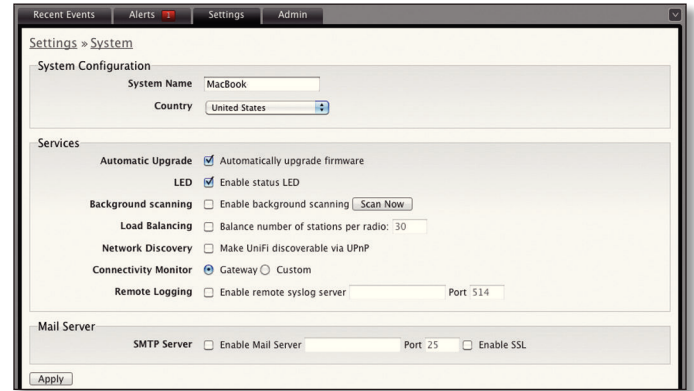 Recent Events Alerts 1 Settings Admin
Settings » System
System Configuration
System Name MacBook
Country United States
Services
Automatic Upgrade Automatically upgrade firmware
LED Enable status LED
Background scanning Enable background scanning Scan Now
Load Balancing Balance number of stations per radio: 30
Network Discovery Make UniFi discoverable via UPnP
Connectivity Monitor Gateway Custom
Remote Logging Enable remote syslog server Port 514
Mail Server
SMTP Server Enable Mail Server Port 25 Enable SSL
Apply